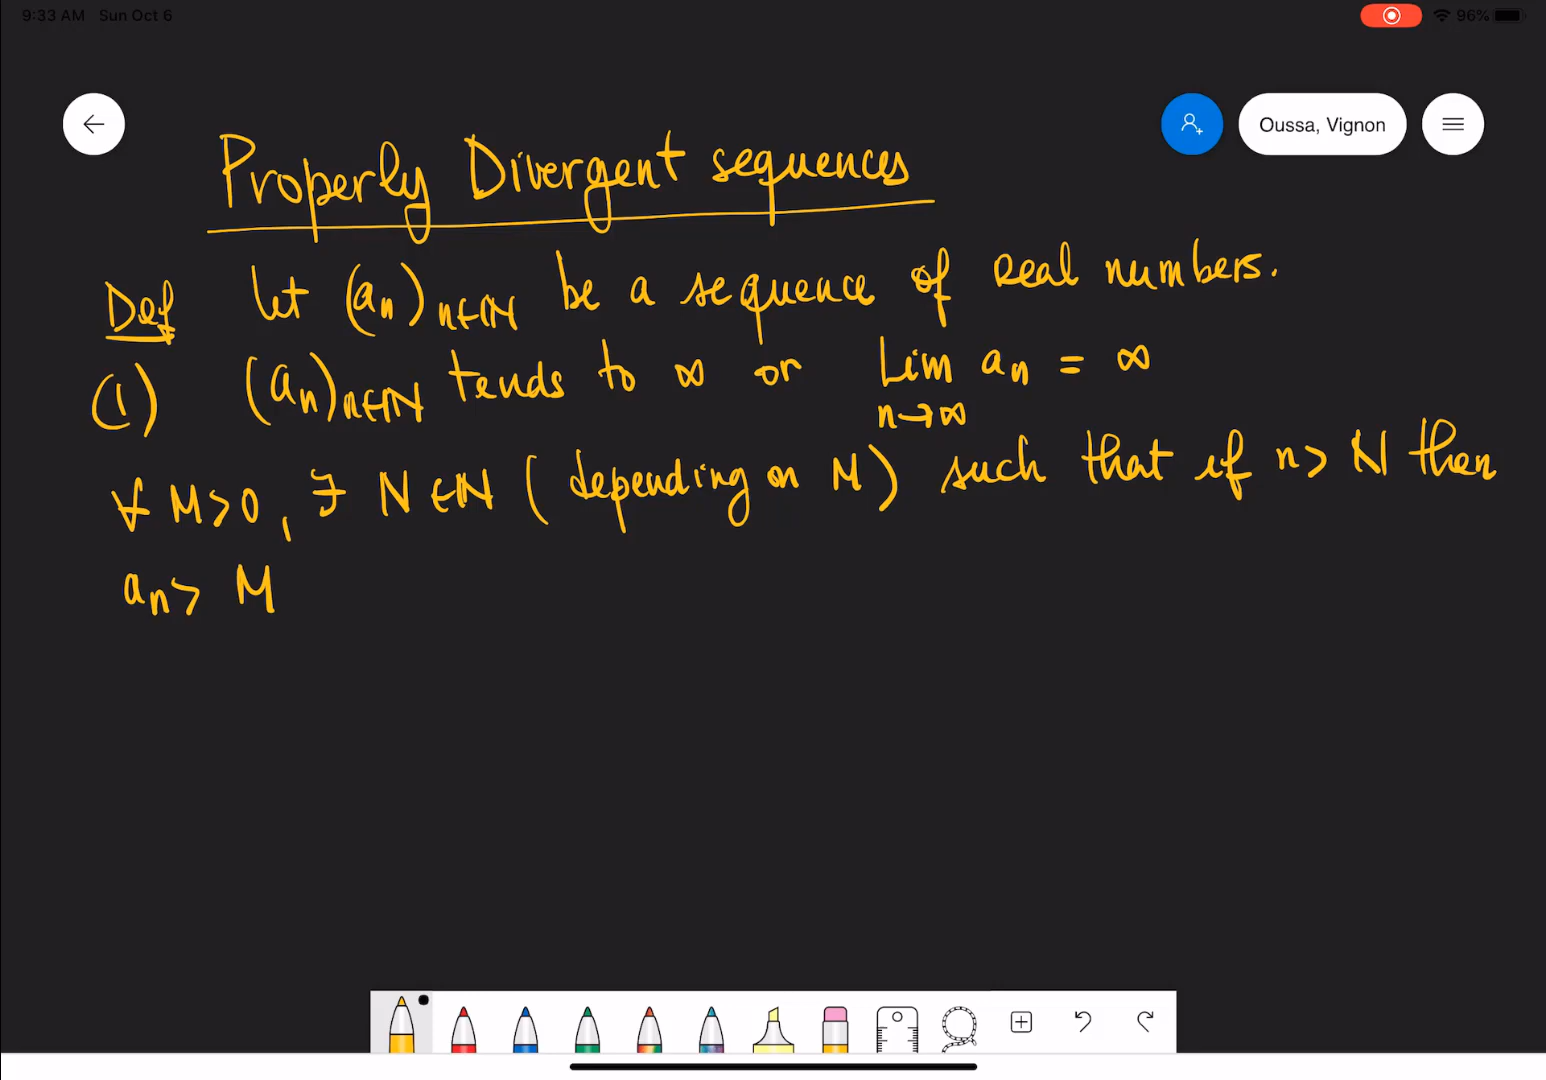 9:33 AM Sun Oct 6
96%
Oussa, Vignon
Properly Divergent sequences
Def let (aₙ)ₙ∈ℕ be a sequence of real numbers.
(1) (aₙ)ₙ∈ℕ tends to ∞ or Lim aₙ = ∞
n→∞
∀ M>0, ∃ N∈ℕ (depending on M) such that if n> N then
aₙ> M